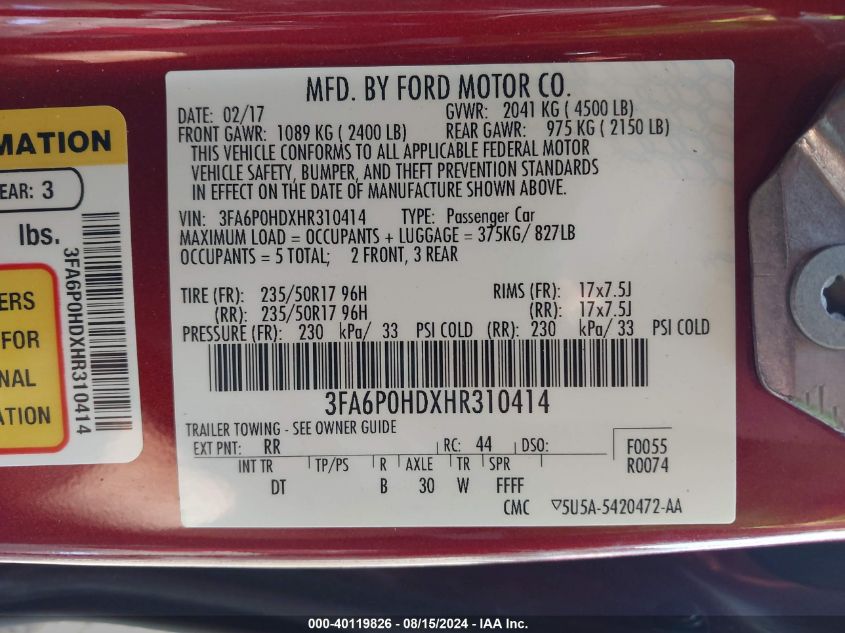 MATION
EAR: 3
lbs.
3FA6P0HDXHR310414
ERS
FOR
NAL
ATION
MFD. BY FORD MOTOR CO.
DATE: 02/17 GVWR: 2041 KG ( 4500 LB)
FRONT GAWR: 1089 KG ( 2400 LB) REAR GAWR: 975 KG ( 2150 LB)
THIS VEHICLE CONFORMS TO ALL APPLICABLE FEDERAL MOTOR
VEHICLE SAFETY, BUMPER, AND THEFT PREVENTION STANDARDS
IN EFFECT ON THE DATE OF MANUFACTURE SHOWN ABOVE.
VIN: 3FA6P0HDXHR310414 TYPE: Passenger Car
MAXIMUM LOAD = OCCUPANTS + LUGGAGE = 375KG/ 827LB
OCCUPANTS = 5 TOTAL; 2 FRONT, 3 REAR
TIRE (FR): 235/50R17 96H RIMS (FR): 17x7.5J
(RR): 235/50R17 96H (RR): 17x7.5J
PRESSURE (FR): 230 kPa/ 33 PSI COLD (RR): 230 kPa/ 33 PSI COLD
3FA6P0HDXHR310414
TRAILER TOWING - SEE OWNER GUIDE
EXT PNT: RR RC: 44 DSO: F0055
R0074
INT TR TP/PS R AXLE TR SPR
DT B 30 W FFFF
CMC ▽5U5A-5420472-AA
000-40119826 - 08/15/2024 - IAA Inc.